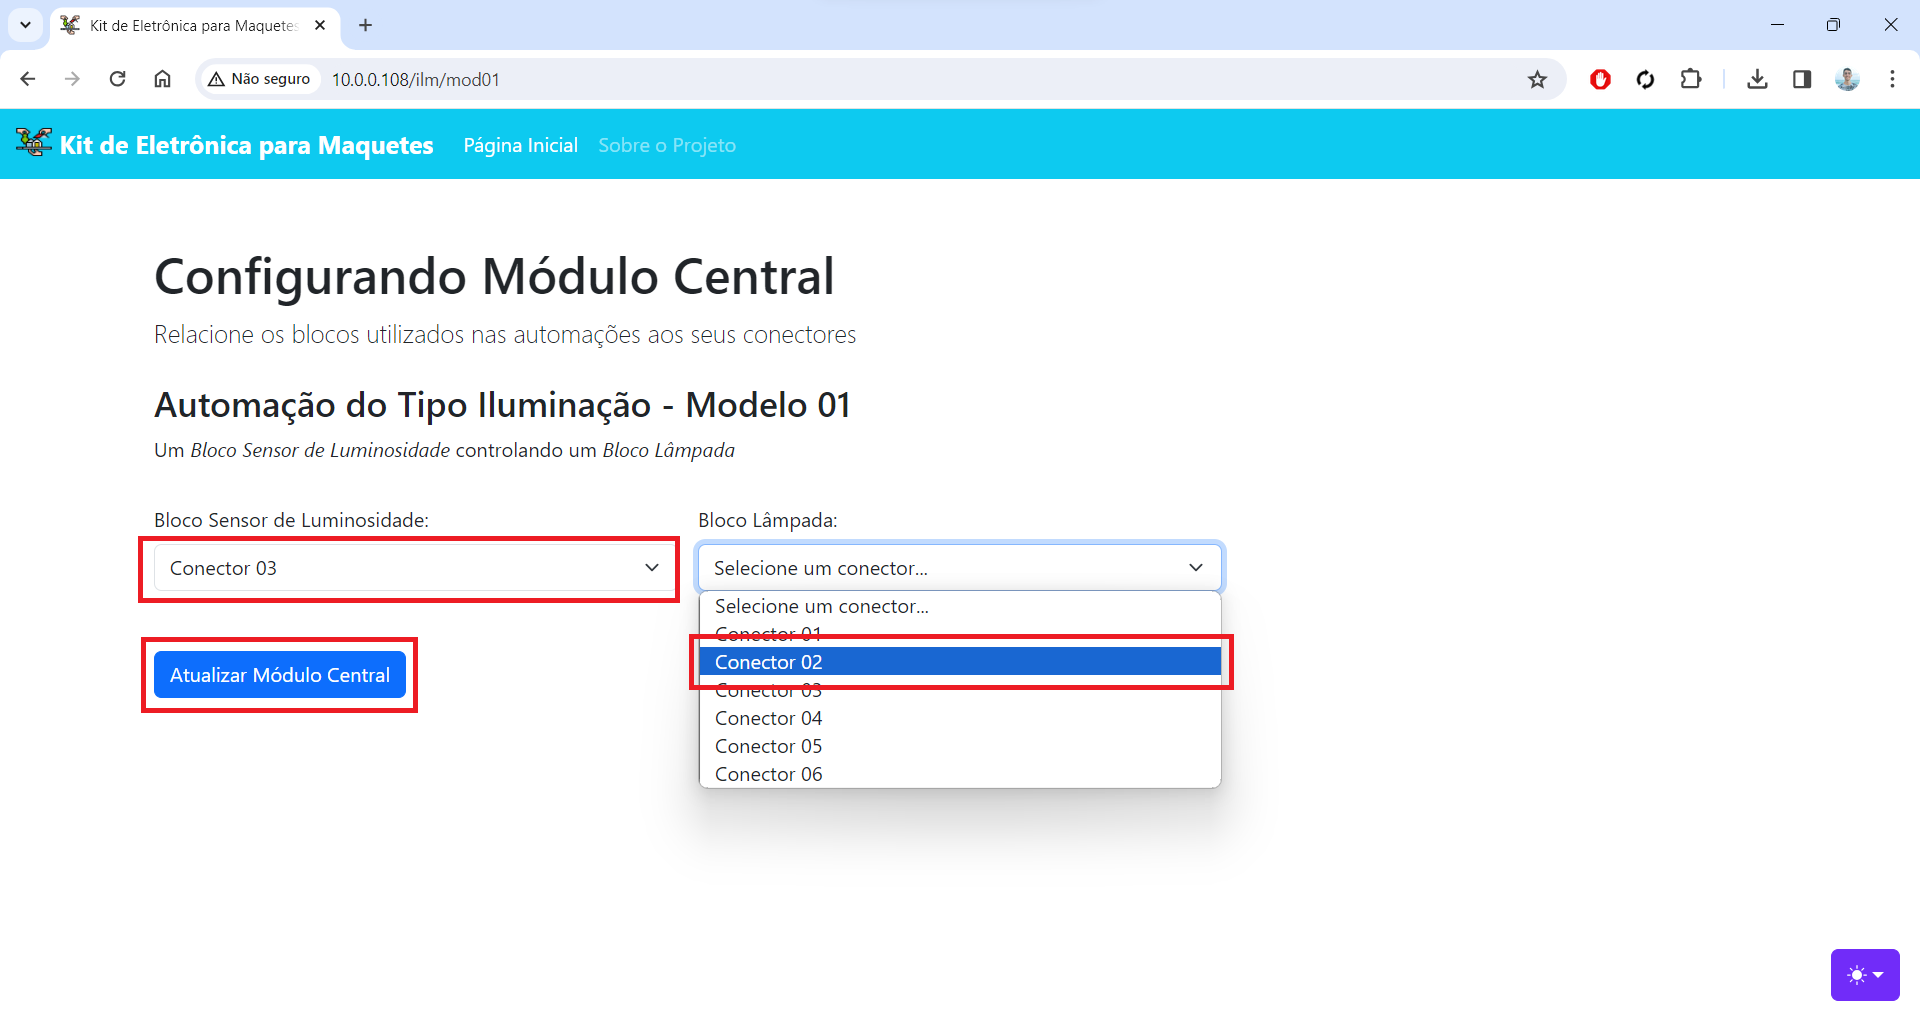 Kit de Eletrônica para Maquetes
Não seguro
10.0.0.108/ilm/mod01
Kit de Eletrônica para Maquetes
Página Inicial
Sobre o Projeto
Configurando Módulo Central
Relacione os blocos utilizados nas automações aos seus conectores
Automação do Tipo Iluminação - Modelo 01
Um Bloco Sensor de Luminosidade controlando um Bloco Lâmpada
Bloco Sensor de Luminosidade:
Conector 03
Atualizar Módulo Central
Bloco Lâmpada:
Selecione um conector...
Selecione um conector...
Conector 01
Conector 02
Conector 03
Conector 04
Conector 05
Conector 06